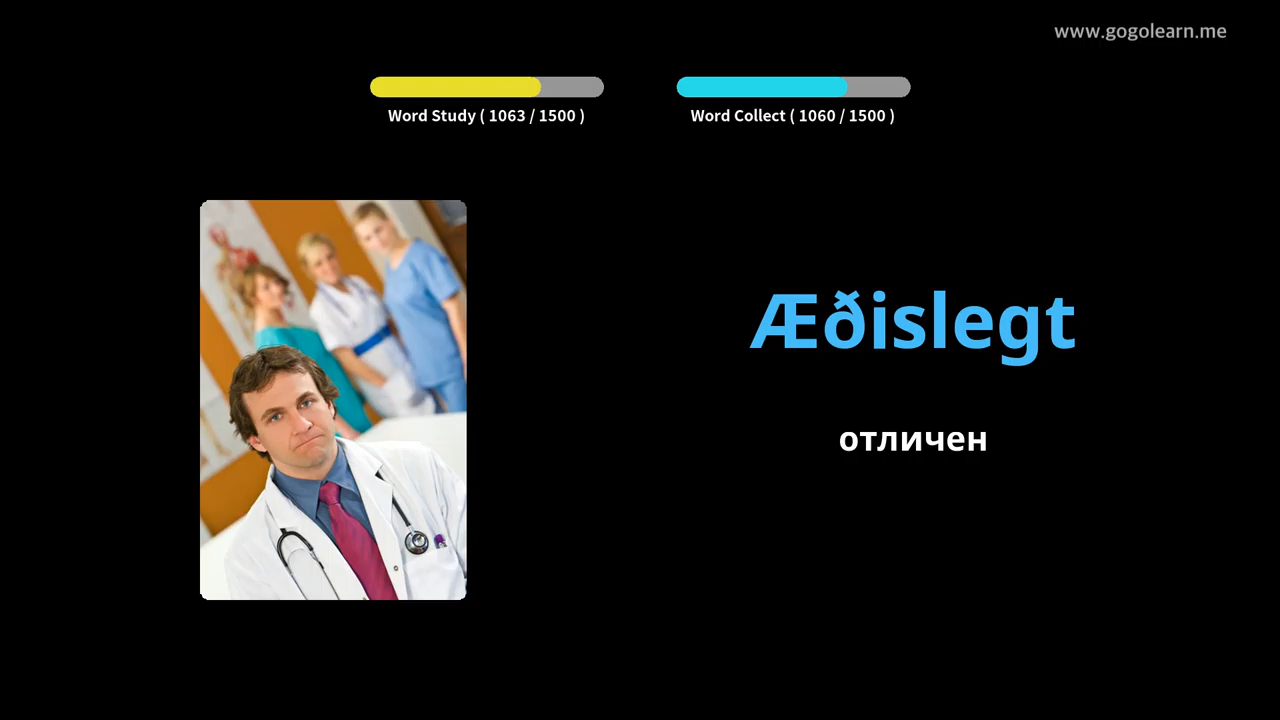 www.gogolearn.me
Word Study ( 1063 / 1500 )
Word Collect ( 1060 / 1500 )
Æðislegt
отличен